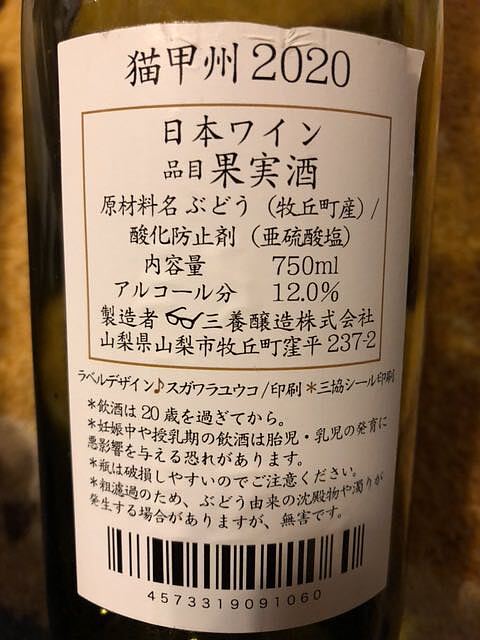 猫甲州 2020
日本ワイン
品目 果実酒
原材料名 ぶどう（牧丘町産）/
酸化防止剤（亜硫酸塩）
内容量 750ml
アルコール分 12.0%
製造者 三養醸造株式会社
山梨県山梨市牧丘町窪平 237-2
ラベルデザイン♪スガワラユウコ/印刷＊三協シール印刷
＊飲酒は 20 歳を過ぎてから。
＊妊娠中や授乳期の飲酒は胎児・乳児の発育に
悪影響を与える恐れがあります。
＊瓶は破損しやすいのでご注意ください。
＊粗濾過のため、ぶどう由来の沈殿物や濁りが
発生する場合がありますが、無害です。
4573319091060